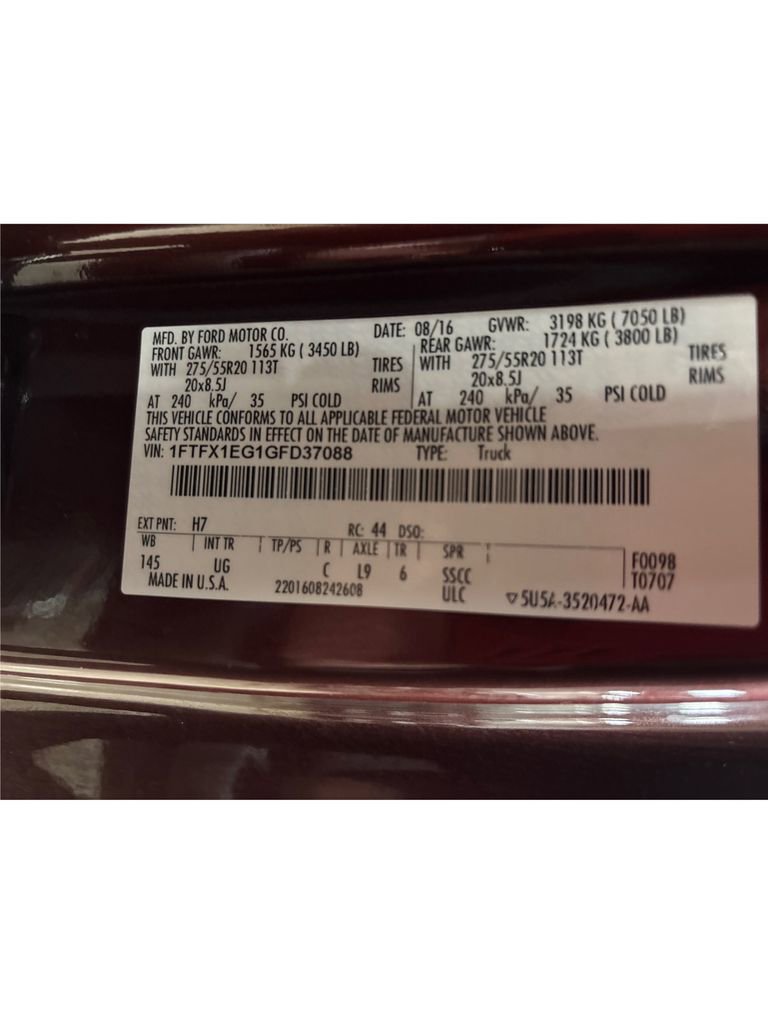 MFD. BY FORD MOTOR CO. DATE: 08/16 GVWR: 3198 KG ( 7050 LB)
FRONT GAWR: 1565 KG ( 3450 LB) REAR GAWR: 1724 KG ( 3800 LB)
WITH 275/55R20 113T TIRES WITH 275/55R20 113T TIRES
20x8.5J RIMS 20x8.5J RIMS
AT 240 kPa/ 35 PSI COLD AT 240 kPa/ 35 PSI COLD
THIS VEHICLE CONFORMS TO ALL APPLICABLE FEDERAL MOTOR VEHICLE
SAFETY STANDARDS IN EFFECT ON THE DATE OF MANUFACTURE SHOWN ABOVE.
VIN: 1FTFX1EG1GFD37088 TYPE: Truck
EXT PNT: H7 RC: 44 DSO:
WB INT TR TP/PS R AXLE TR SPR F0098
145 UG C L9 6 SSCC T0707
MADE IN U.S.A. 2201608242608 ULC ▽5U5A-3520472-AA